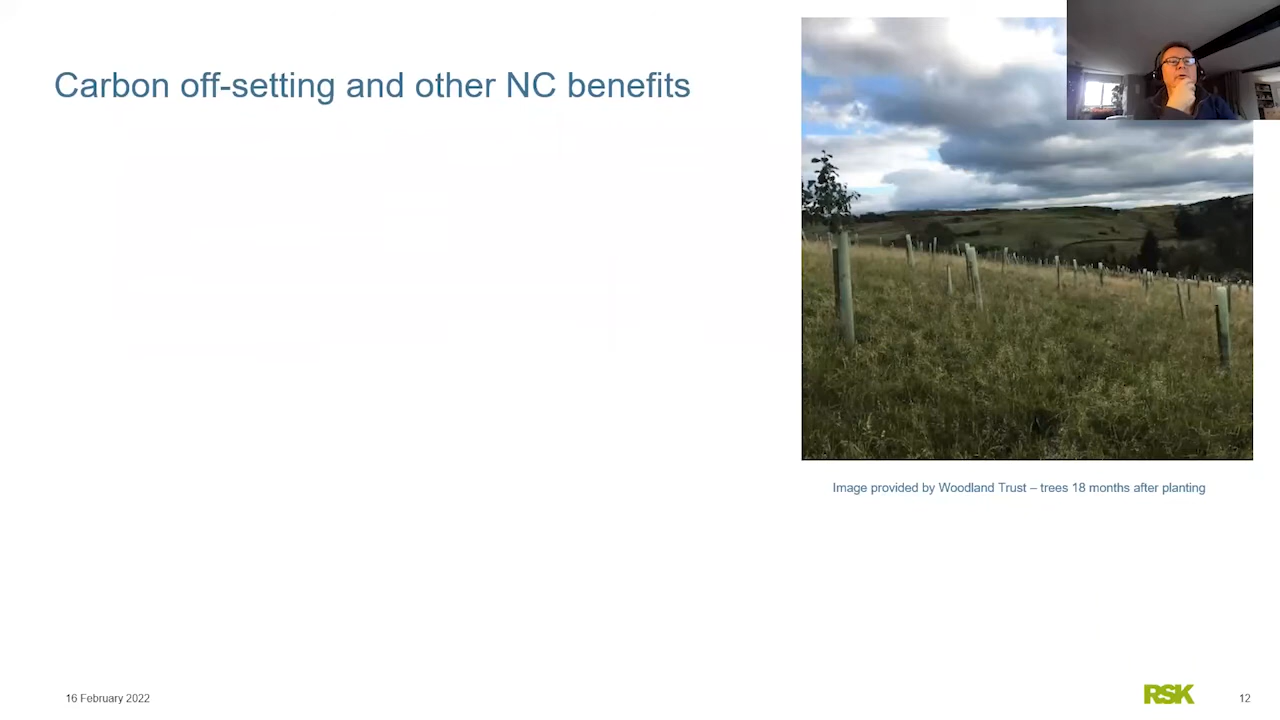 Carbon off-setting and other NC benefits
Image provided by Woodland Trust – trees 18 months after planting
16 February 2022
RSK
12